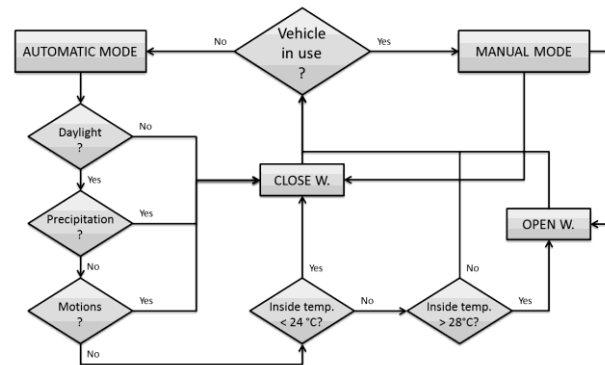 Vehicle
in use
?
No
Yes
AUTOMATIC MODE
MANUAL MODE
Daylight
?
No
Yes
CLOSE W.
Precipitation
?
Yes
No
OPEN W.
Motions
?
Yes
No
Inside temp.
< 24 °C?
Yes
No
Inside temp.
> 28°C?
No
Yes